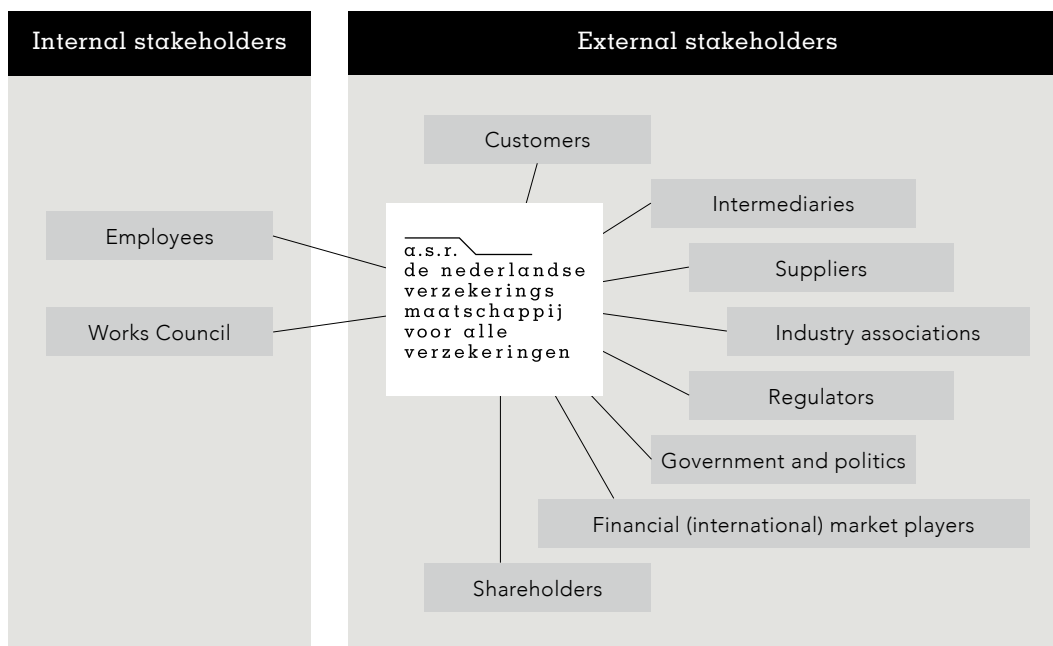 Internal stakeholders
External stakeholders
Customers
Intermediaries
Employees
Suppliers
a.s.r.
de nederlandse
verzekerings
maatschappij
voor alle
verzekeringen
Works Council
Industry associations
Regulators
Government and politics
Financial (international) market players
Shareholders